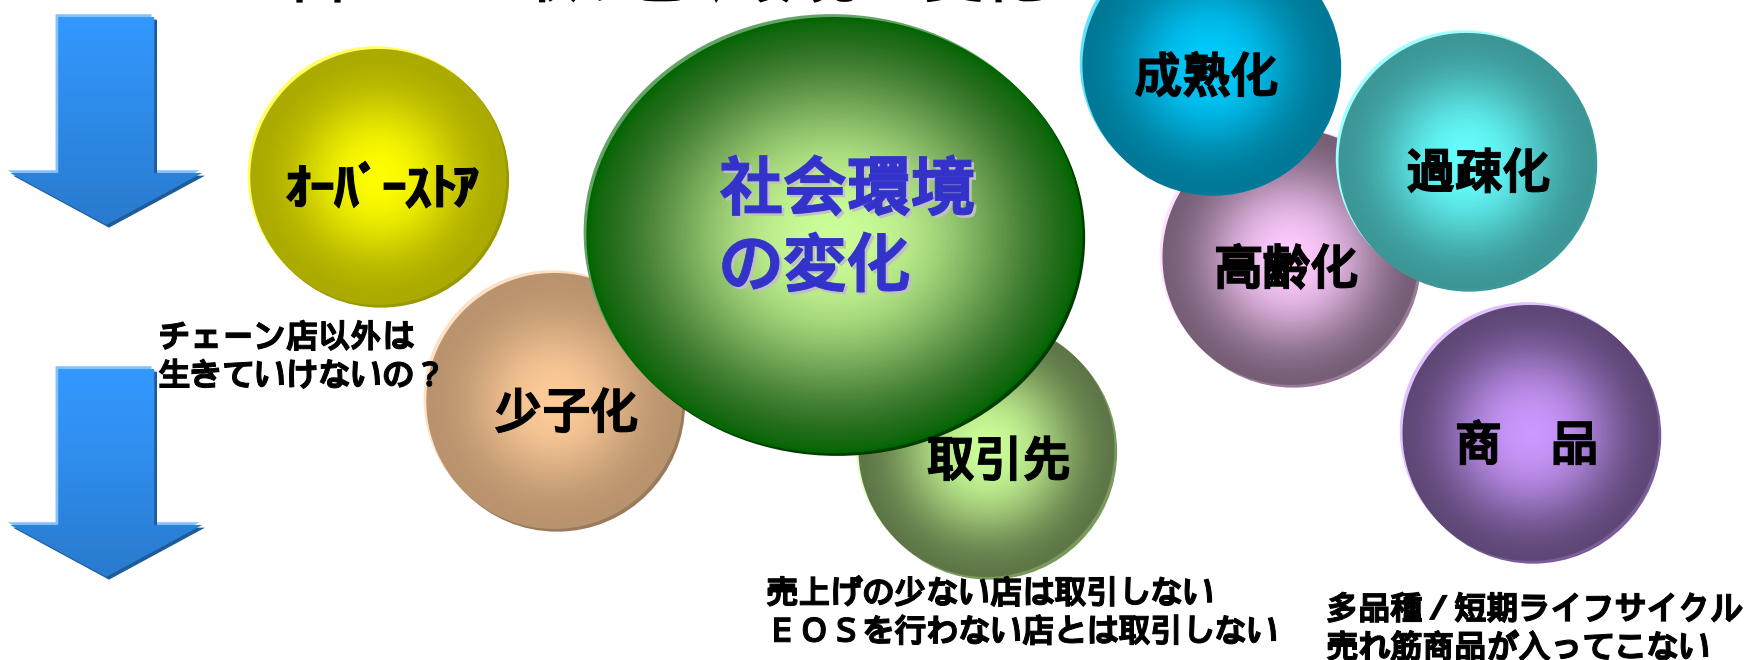 成熟化
過疎化
ｵｰﾊﾞｰｽﾄｱ
社会環境
の変化
高齢化
チェーン店以外は
生きていけないの？
少子化
取引先
商　品
売上げの少ない店は取引しない
ＥＯＳを行わない店とは取引しない
多品種／短期ライフサイクル
売れ筋商品が入ってこない